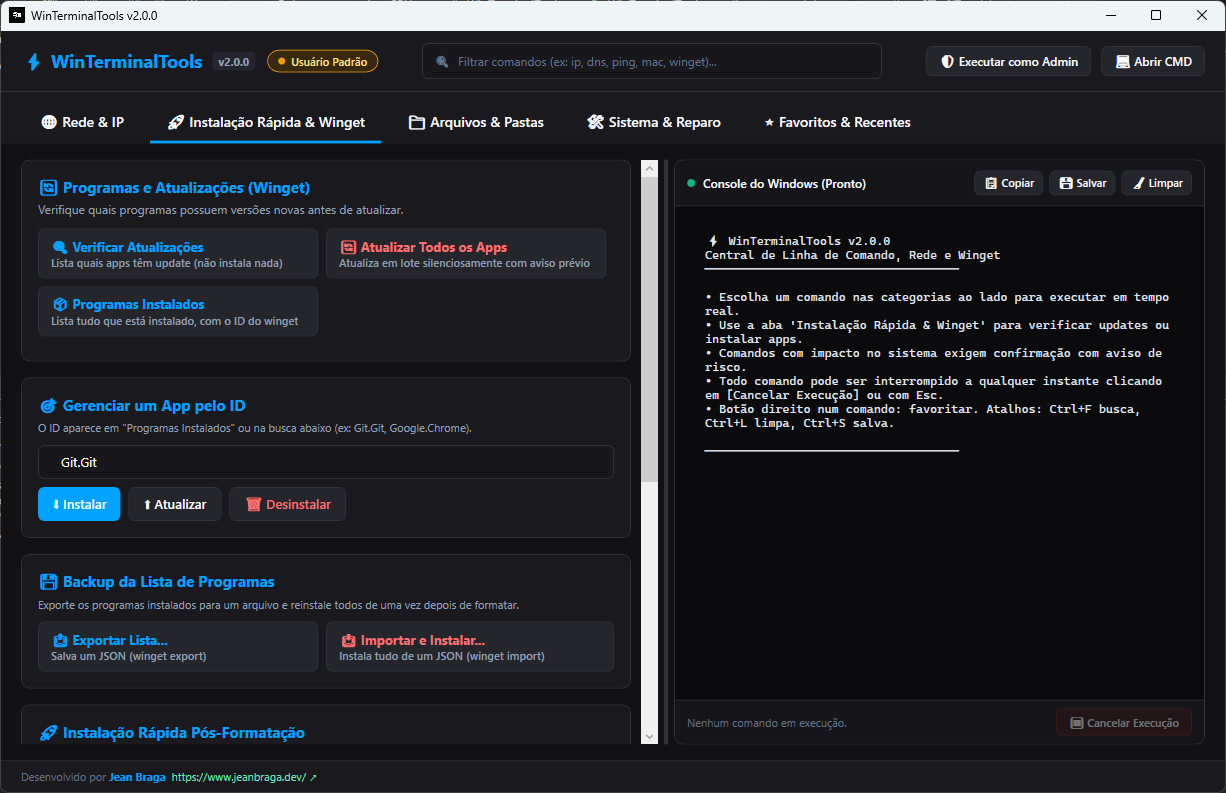 WinTerminalTools v2.0.0
WinTerminalTools v2.0.0 Usuário Padrão Filtrar comandos (ex: ip, dns, ping, mac, winget)... Executar como Admin Abrir CMD
Rede & IP Instalação Rápida & Winget Arquivos & Pastas Sistema & Reparo Favoritos & Recentes
Programas e Atualizações (Winget)
Verifique quais programas possuem versões novas antes de atualizar.
Verificar Atualizações
Lista quais apps têm update (não instala nada)
Atualizar Todos os Apps
Atualiza em lote silenciosamente com aviso prévio
Programas Instalados
Lista tudo que está instalado, com o ID do winget
Gerenciar um App pelo ID
O ID aparece em "Programas Instalados" ou na busca abaixo (ex: Git.Git, Google.Chrome).
Git.Git
Instalar Atualizar Desinstalar
Backup da Lista de Programas
Exporte os programas instalados para um arquivo e reinstale todos de uma vez depois de formatar.
Exportar Lista...
Salva um JSON (winget export)
Importar e Instalar...
Instala tudo de um JSON (winget import)
Instalação Rápida Pós-Formatação
Console do Windows (Pronto) Copiar Salvar Limpar
WinTerminalTools v2.0.0
Central de Linha de Comando, Rede e Winget
• Escolha um comando nas categorias ao lado para executar em tempo
real.
• Use a aba 'Instalação Rápida & Winget' para verificar updates ou
instalar apps.
• Comandos com impacto no sistema exigem confirmação com aviso de
risco.
• Todo comando pode ser interrompido a qualquer instante clicando
em [Cancelar Execução] ou com Esc.
• Botão direito num comando: favoritar. Atalhos: Ctrl+F busca,
Ctrl+L limpa, Ctrl+S salva.
Nenhum comando em execução. Cancelar Execução
Desenvolvido por Jean Braga https://www.jeanbraga.dev/ ↗